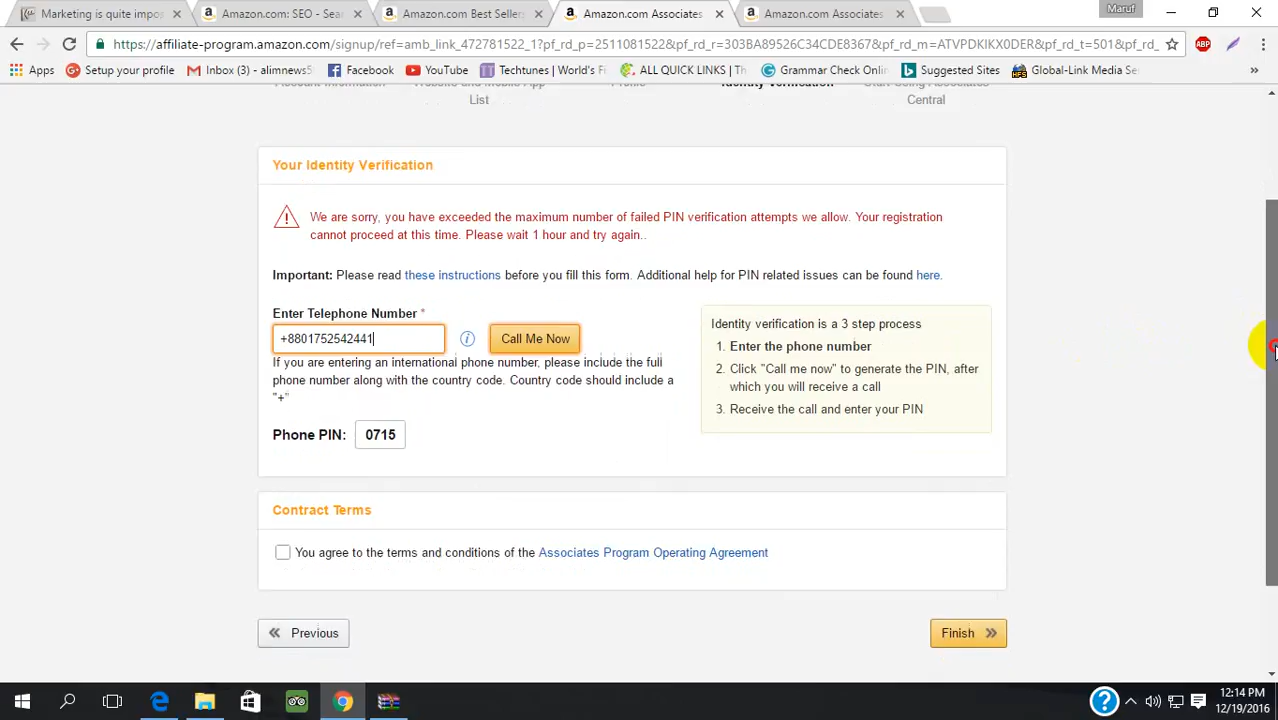 Marketing is quite impos
Amazon.com: SEO - Sear
Amazon.com Best Sellers
Amazon.com Associates
Amazon.com Associates
Maruf
https://affiliate-program.amazon.com/signup/ref=amb_link_472781522_1?pf_rd_p=2511081522&pf_rd_r=303BA89526C34CDE8367&pf_rd_m=ATVPDKIKX0DER&pf_rd_t=501&pf_rd_
ABP
Apps
Setup your profile
Inbox (3) - alimnews5
Facebook
YouTube
Techtunes | World's F
ALL QUICK LINKS | Th
Grammar Check Onlin
Suggested Sites
Global-Link Media Se
Account Information
Website and Mobile App
List
Profile
Identity Verification
Start Using Associates
Central
Your Identity Verification
We are sorry, you have exceeded the maximum number of failed PIN verification attempts we allow. Your registration
cannot proceed at this time. Please wait 1 hour and try again..
Important: Please read these instructions before you fill this form. Additional help for PIN related issues can be found here.
Enter Telephone Number *
+8801752542441
Call Me Now
If you are entering an international phone number, please include the full
phone number along with the country code. Country code should include a
"+"
Phone PIN: 0715
Identity verification is a 3 step process
1. Enter the phone number
2. Click "Call me now" to generate the PIN, after
which you will receive a call
3. Receive the call and enter your PIN
Contract Terms
You agree to the terms and conditions of the Associates Program Operating Agreement
Previous
Finish
12:14 PM
12/19/2016